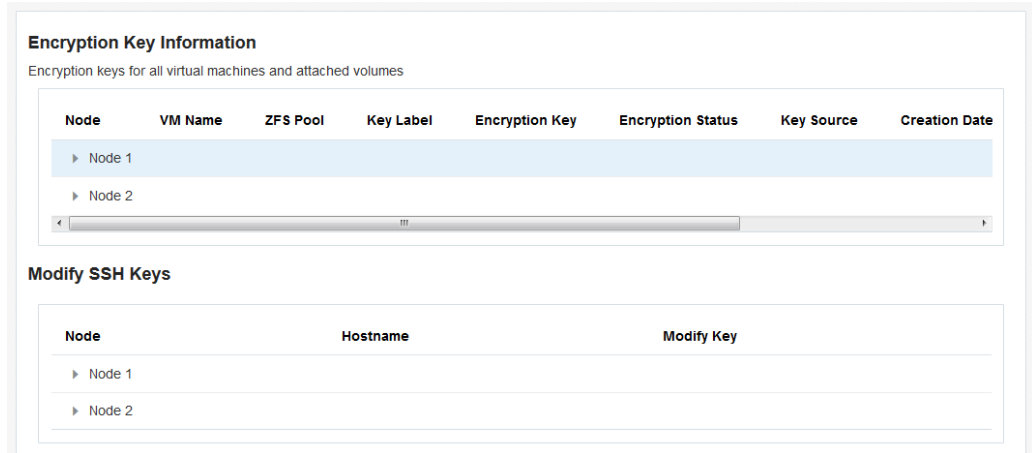 Encryption Key Information
Encryption keys for all virtual machines and attached volumes
Node VM Name ZFS Pool Key Label Encryption Key Encryption Status Key Source Creation Date
Node 1
Node 2
Modify SSH Keys
Node Hostname Modify Key
Node 1
Node 2